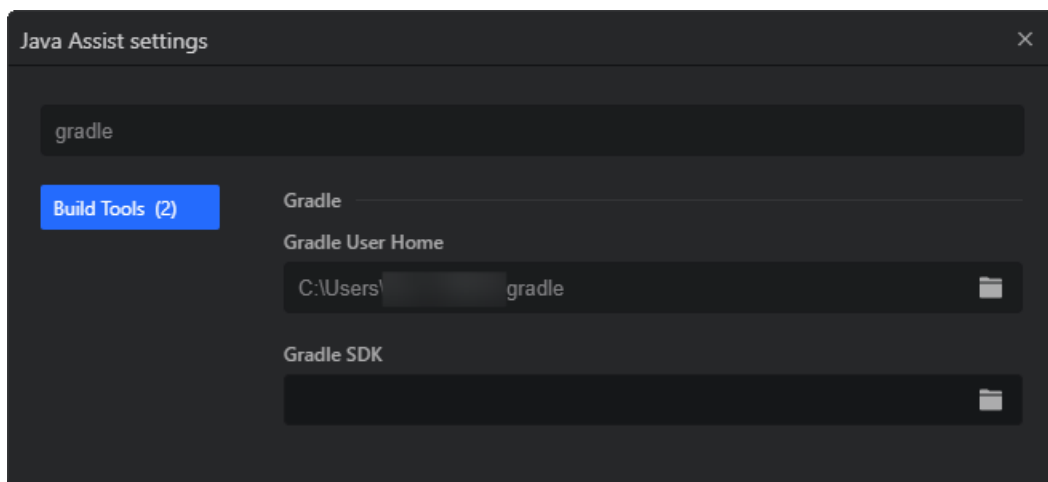 Java Assist settings
gradle
Build Tools (2)
Gradle
Gradle User Home
C:\Users\ gradle
Gradle SDK